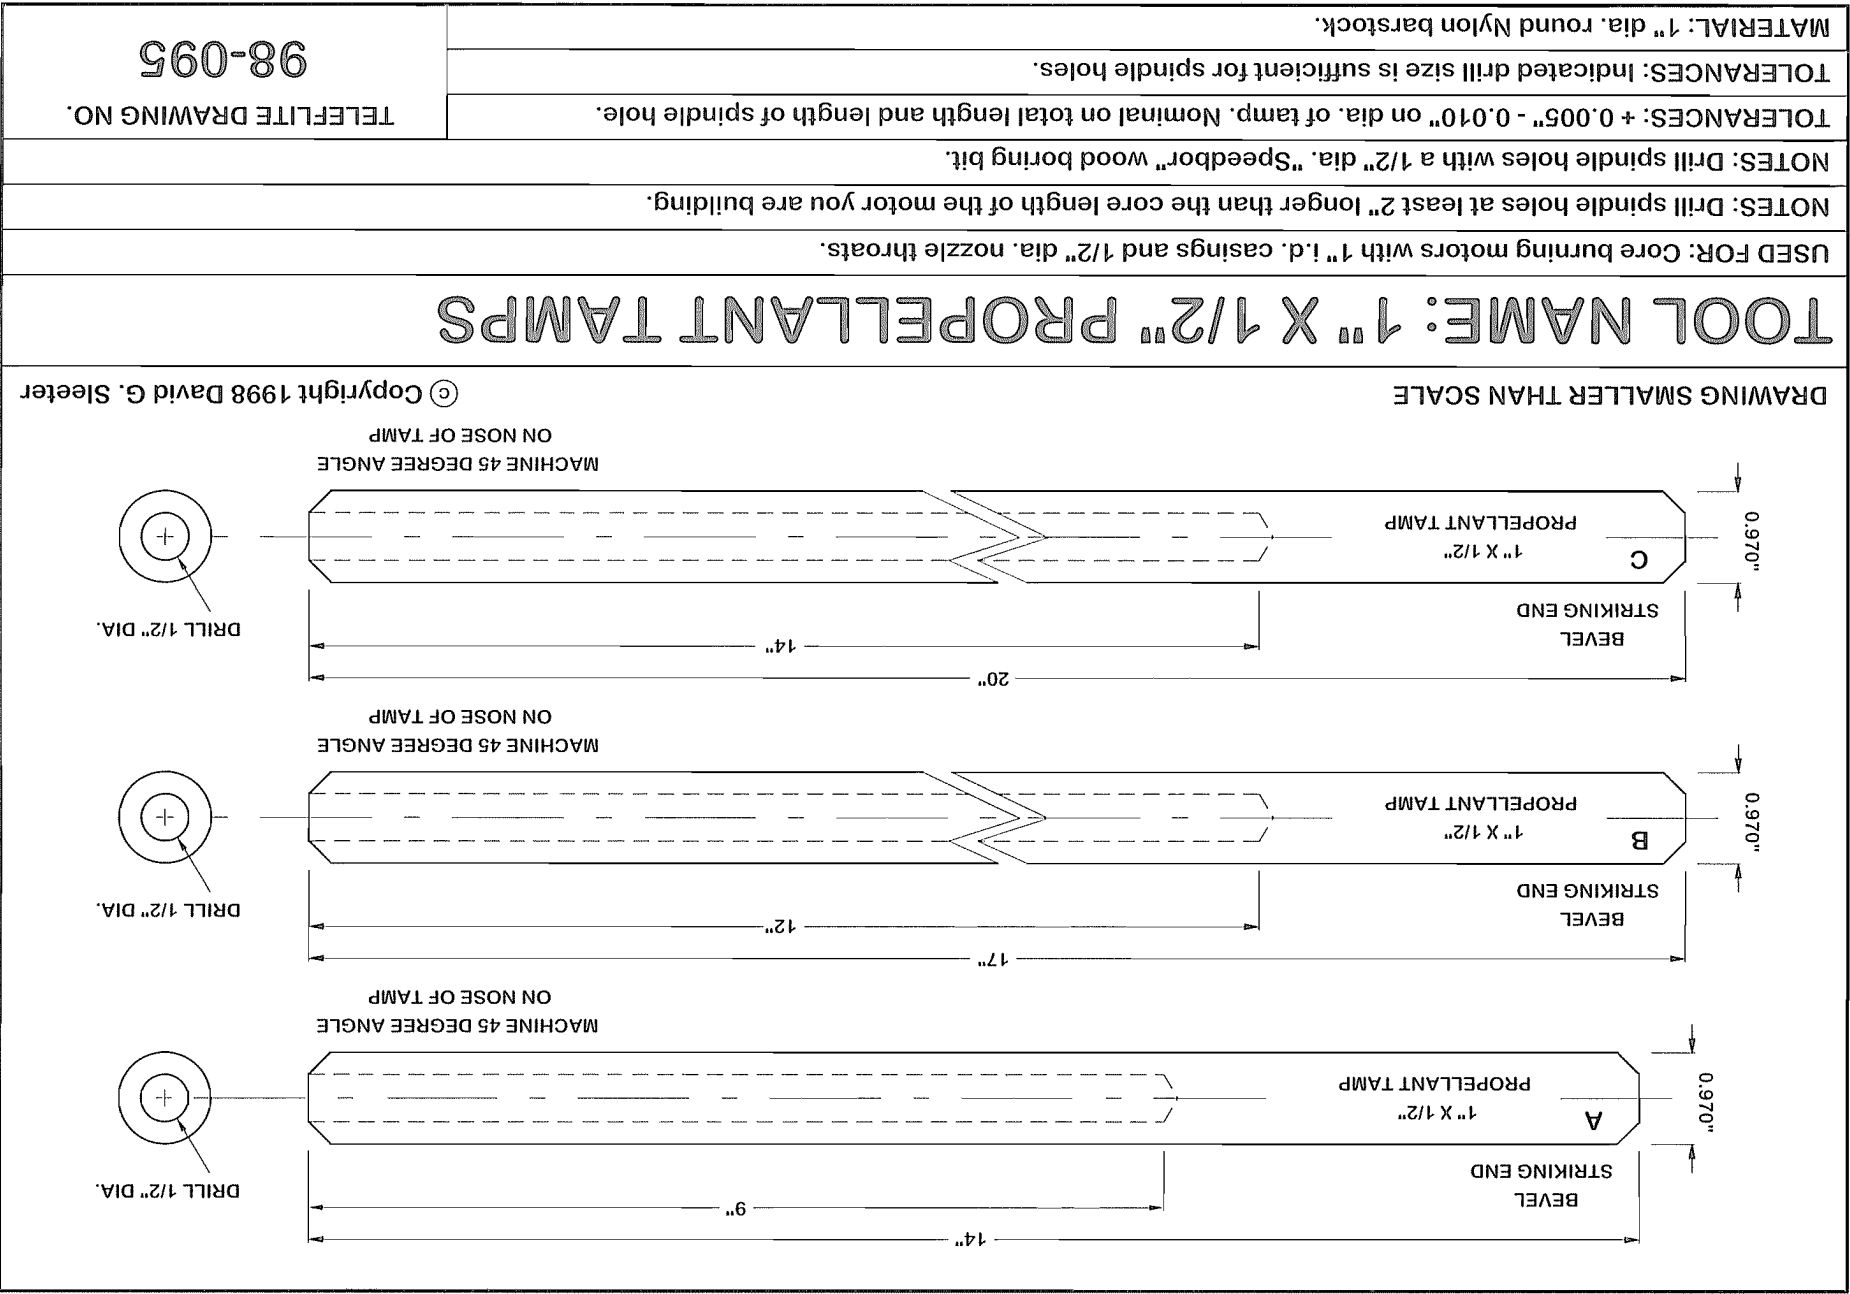 14"
9"
BEVEL
STRIKING END
DRILL 1/2" DIA.
0.970"
A
1" X 1/2"
PROPELLANT TAMP
MACHINE 45 DEGREE ANGLE
ON NOSE OF TAMP
17"
12"
BEVEL
STRIKING END
DRILL 1/2" DIA.
0.970"
B
1" X 1/2"
PROPELLANT TAMP
MACHINE 45 DEGREE ANGLE
ON NOSE OF TAMP
20"
14"
BEVEL
STRIKING END
DRILL 1/2" DIA.
0.970"
C
1" X 1/2"
PROPELLANT TAMP
MACHINE 45 DEGREE ANGLE
ON NOSE OF TAMP
DRAWING SMALLER THAN SCALE
© Copyright 1998 David G. Sleeter
TOOL NAME: 1" X 1/2" PROPELLANT TAMPS
USED FOR: Core burning motors with 1" i.d. casings and 1/2" dia. nozzle throats.
NOTES: Drill spindle holes at least 2" longer than the core length of the motor you are building.
NOTES: Drill spindle holes with a 1/2" dia. "Speedbor" wood boring bit.
TOLERANCES: + 0.005" - 0.010" on dia. of tamp. Nominal on total length and length of spindle hole.
TOLERANCES: Indicated drill size is sufficient for spindle holes.
MATERIAL: 1" dia. round Nylon barstock.
TELEFLITE DRAWING NO.
98-095